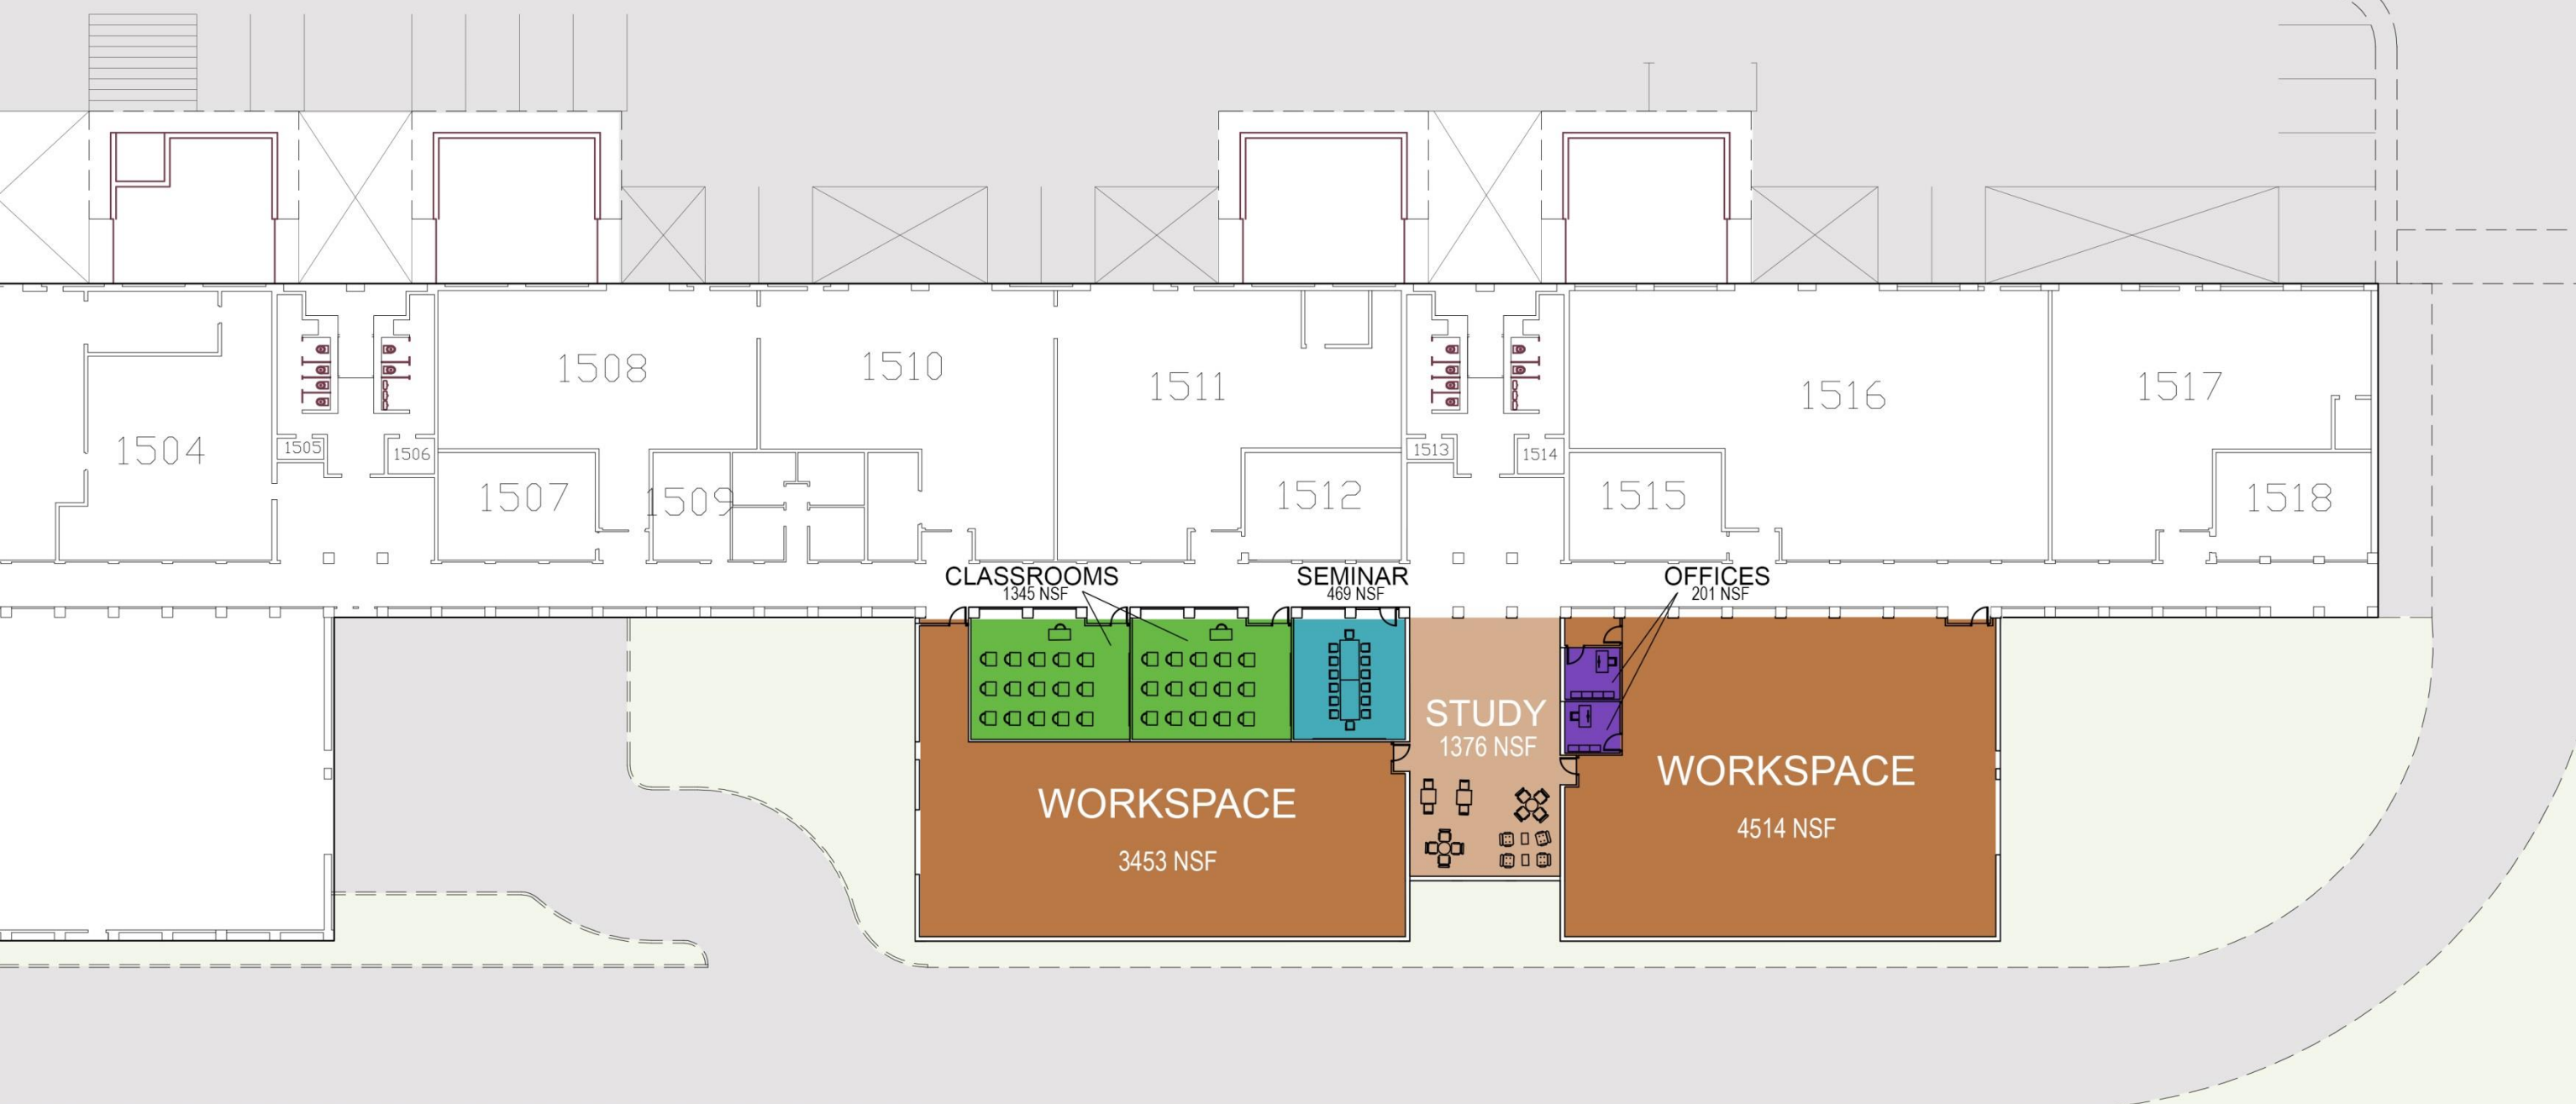 1508
1510
1511
1516
1517
1504
1505
1506
1513
1514
1507
1509
1512
1515
1518
CLASSROOMS
1345 NSF
SEMINAR
469 NSF
OFFICES
201 NSF
STUDY
1376 NSF
WORKSPACE
3453 NSF
WORKSPACE
4514 NSF